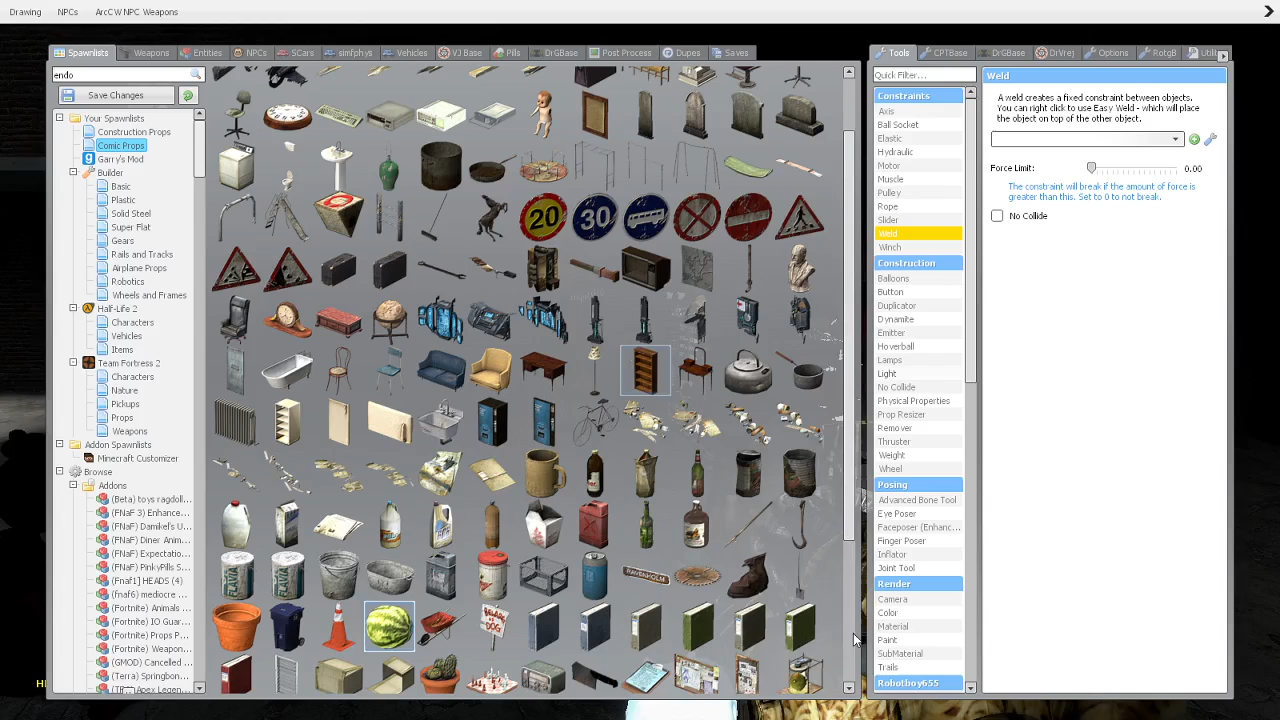 Drawing NPCs ArcCW NPC Weapons
Spawnlists Weapons Entities NPCs SCars simfphys Vehicles VJ Base Pills DrGBase Post Process Dupes Saves
Tools CPTBase DrGBase DrVrej Options RotgB Utilit
endo
Save Changes
Your Spawnlists
Construction Props
Comic Props
Garry's Mod
Builder
Basic
Plastic
Solid Steel
Super Flat
Gears
Rails and Tracks
Airplane Props
Robotics
Wheels and Frames
Half-Life 2
Characters
Vehicles
Items
Team Fortress 2
Characters
Nature
Pickups
Props
Weapons
Addon Spawnlists
Minecraft Customizer
Browse
Addons
(Beta) toys ragdoll...
(FNAF 3) Enhance...
(FNAF) Damikel's U...
(FNAF) Diner Anim...
(FNAF) Expectatio...
(FNAF) PinkyPills S...
(Fnaf1) HEADS (4)
(fnaf6) mediocre ...
(Fortnite) Animals ...
(Fortnite) IO Guar...
(Fortnite) Props P...
(Fortnite) Weapon...
(GMOD) Cancelled ...
(Terra) Springbon...
20
30
RAVENHOLM
BEWARE OF DOG
Quick Filter...
Constraints
Axis
Ball Socket
Elastic
Hydraulic
Motor
Muscle
Pulley
Rope
Slider
Weld
Winch
Construction
Balloons
Button
Duplicator
Dynamite
Emitter
Hoverball
Lamps
Light
No Collide
Physical Properties
Prop Resizer
Remover
Thruster
Weight
Wheel
Posing
Advanced Bone Tool
Eye Poser
Faceposer (Enhanc...
Finger Poser
Inflator
Joint Tool
Render
Camera
Color
Material
Paint
SubMaterial
Trails
Robotboy655
Weld
A weld creates a fixed constraint between objects.
You can right click to use Easy Weld - which will place
the object on top of the other object.
Force Limit: 0.00
The constraint will break if the amount of force is
greater than this. Set to 0 to not break.
No Collide